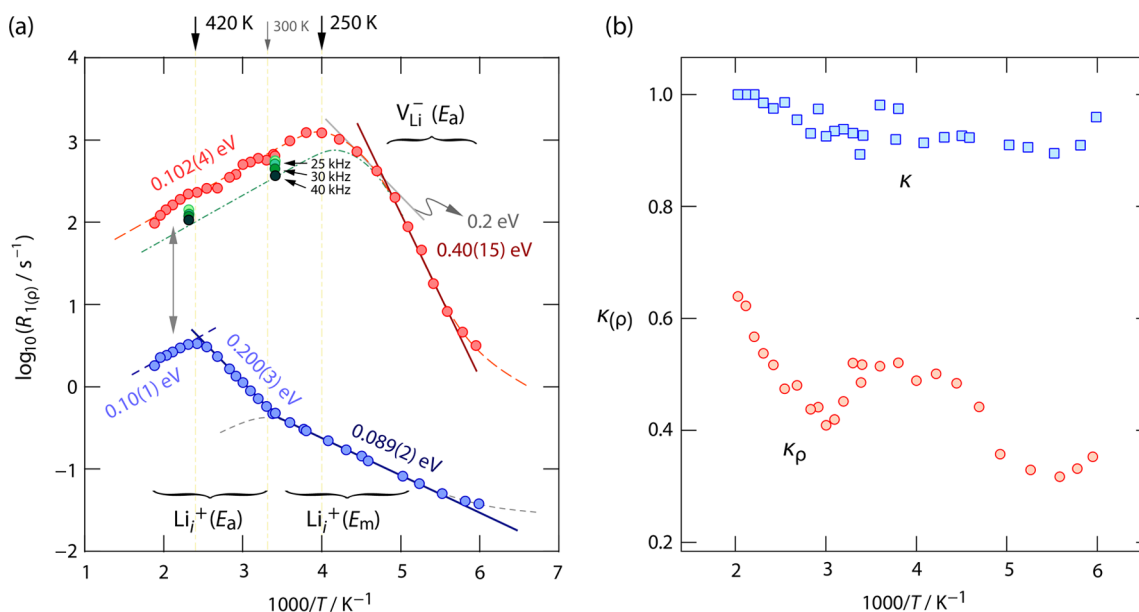 (a)
420 K
300 K
250 K
4
3
2
1
0
−1
−2
log₁₀(R₁₍ρ₎ / s⁻¹)
V⁻Li (Ea)
0.102(4) eV
25 kHz
30 kHz
40 kHz
0.2 eV
0.40(15) eV
0.10(1) eV
0.200(3) eV
0.089(2) eV
Liᵢ⁺(Ea)
Liᵢ⁺(Em)
1 2 3 4 5 6 7
1000/T / K⁻¹
(b)
1.0
0.8
0.6
0.4
0.2
κ(ρ)
κ
κρ
2 3 4 5 6
1000/T / K⁻¹